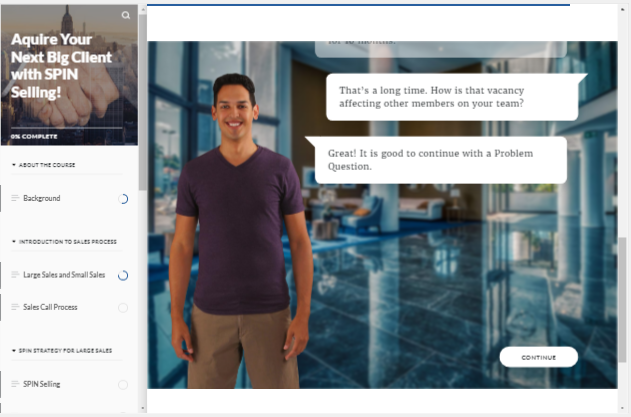 Aquire Your
Next Big Client
with SPIN
Selling!
0% COMPLETE
ABOUT THE COURSE
Background
INTRODUCTION TO SALES PROCESS
Large Sales and Small Sales
Sales Call Process
SPIN STRATEGY FOR LARGE SALES
SPIN Selling
That's a long time. How is that vacancy
affecting other members on your team?
Great! It is good to continue with a Problem
Question.
CONTINUE